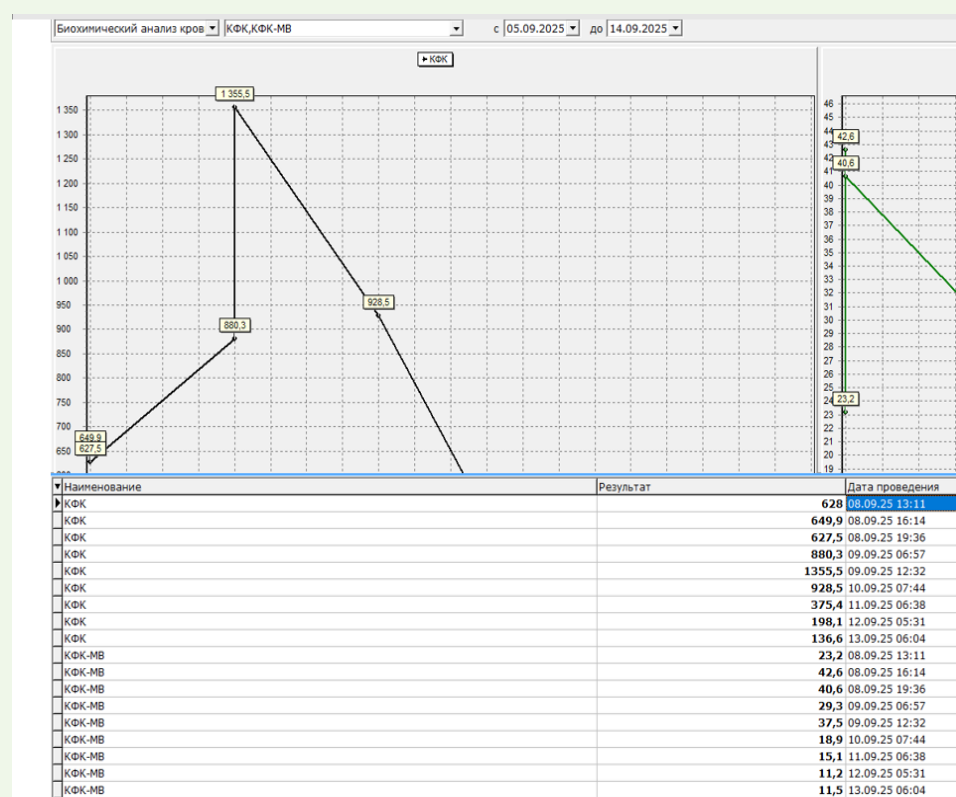 Биохимический анализ кров КФК,КФК-МВ с 05.09.2025 до 14.09.2025
КФК
1 355,5
1 350
1 300
1 250
1 200
1 150
1 100
1 050
1 000
950
900
850
800
750
700
650
928,5
880,3
649,9
627,5
46
45
44
43
42
41
40
39
38
37
36
35
34
33
32
31
30
29
28
27
26
25
24
23
22
21
20
19
42,6
40,6
23,2
Наименование Результат Дата проведения
КФК 628 08.09.25 13:11
КФК 649,9 08.09.25 16:14
КФК 627,5 08.09.25 19:36
КФК 880,3 09.09.25 06:57
КФК 1355,5 09.09.25 12:32
КФК 928,5 10.09.25 07:44
КФК 375,4 11.09.25 06:38
КФК 198,1 12.09.25 05:31
КФК 136,6 13.09.25 06:04
КФК-МВ 23,2 08.09.25 13:11
КФК-МВ 42,6 08.09.25 16:14
КФК-МВ 40,6 08.09.25 19:36
КФК-МВ 29,3 09.09.25 06:57
КФК-МВ 37,5 09.09.25 12:32
КФК-МВ 18,9 10.09.25 07:44
КФК-МВ 15,1 11.09.25 06:38
КФК-МВ 11,2 12.09.25 05:31
КФК-МВ 11,5 13.09.25 06:04